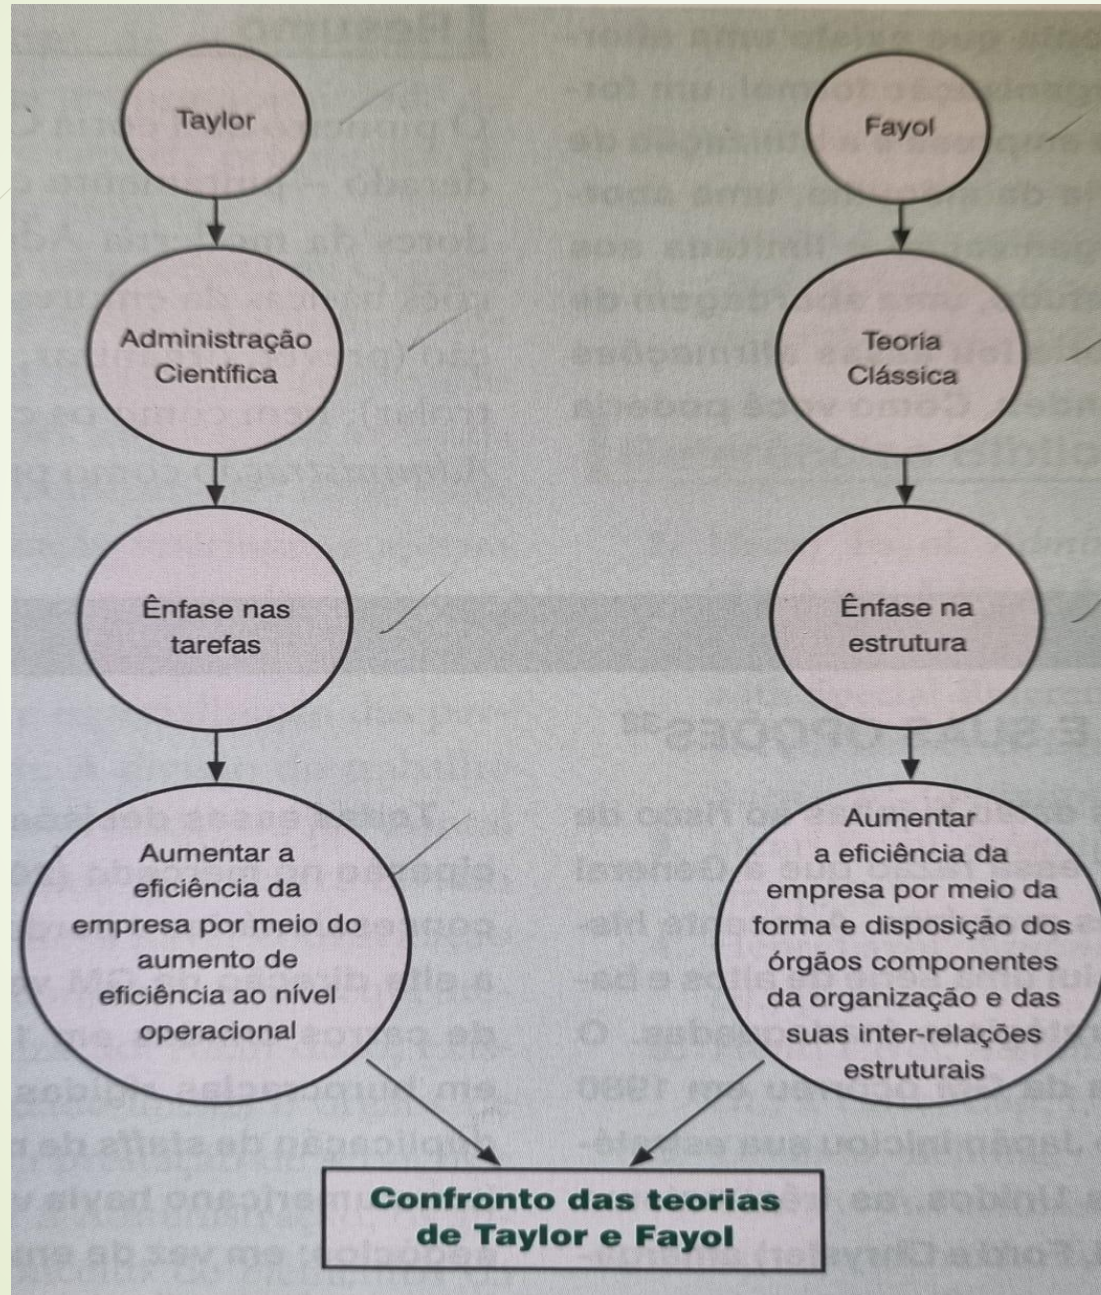 Taylor
Administração
Científica
Ênfase nas
tarefas
Aumentar a
eficiência da
empresa por meio do
aumento de
eficiência ao nível
operacional
Fayol
Teoria
Clássica
Ênfase na
estrutura
Aumentar
a eficiência da
empresa por meio da
forma e disposição dos
órgãos componentes
da organização e das
suas inter-relações
estruturais
Confronto das teorias
de Taylor e Fayol